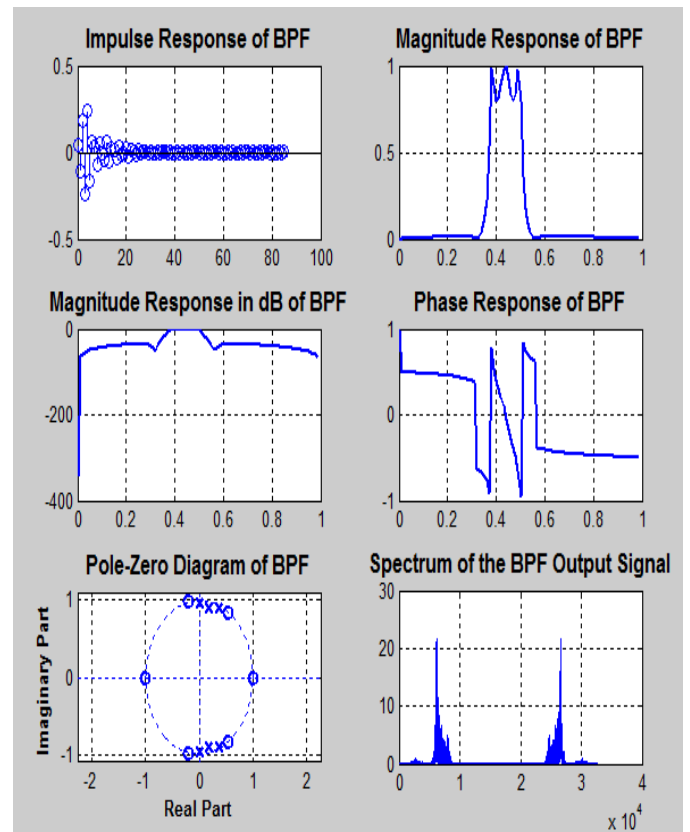 Impulse Response of BPF
0.5
0
-0.5
0 20 40 60 80 100
Magnitude Response of BPF
1
0.5
0
0 0.2 0.4 0.6 0.8 1
Magnitude Response in dB of BPF
0
-200
-400
0 0.2 0.4 0.6 0.8 1
Phase Response of BPF
1
0
-1
0 0.2 0.4 0.6 0.8 1
Pole-Zero Diagram of BPF
Imaginary Part
1
0
-1
-2 -1 0 1 2
Real Part
Spectrum of the BPF Output Signal
30
20
10
0
0 1 2 3 4
x 10^4